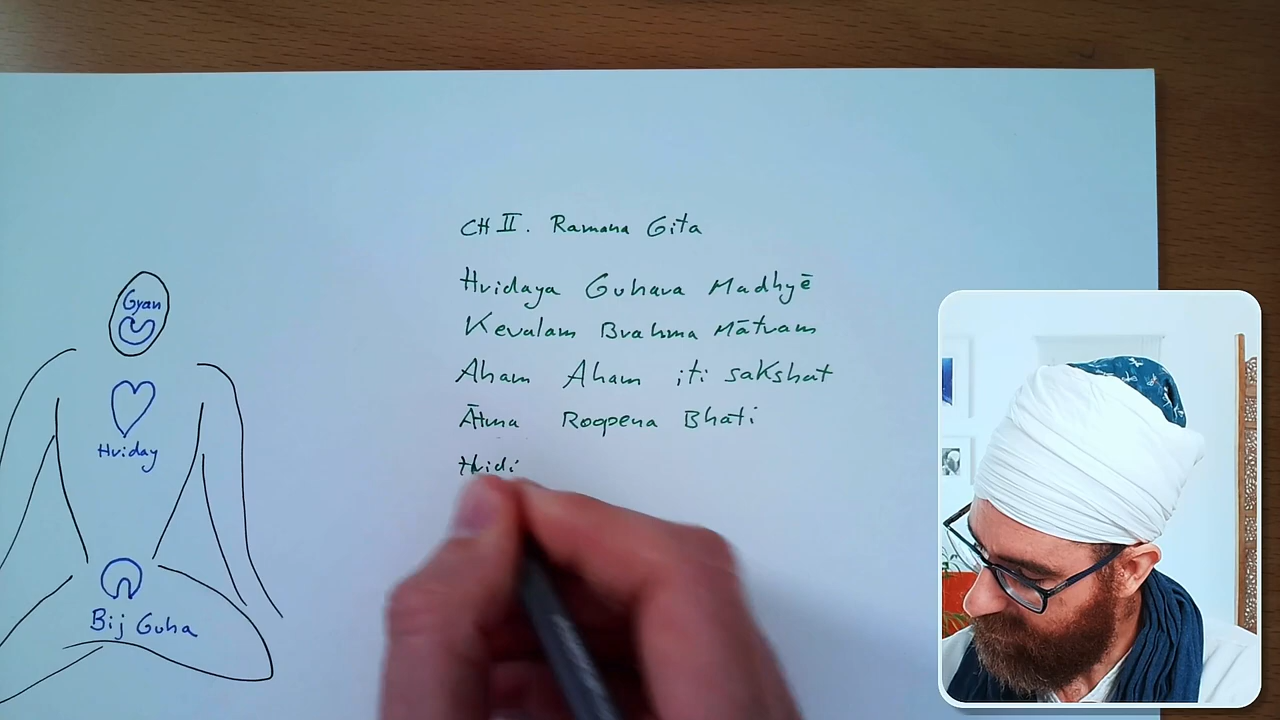 CH II. Ramana Gita
Hridaya Guhara Madhyē
Kevalam Brahma Mātram
Aham Aham iti sakshat
Ātma Roopena Bhati
Hridi
Gyan
Hriday
Bij Guha